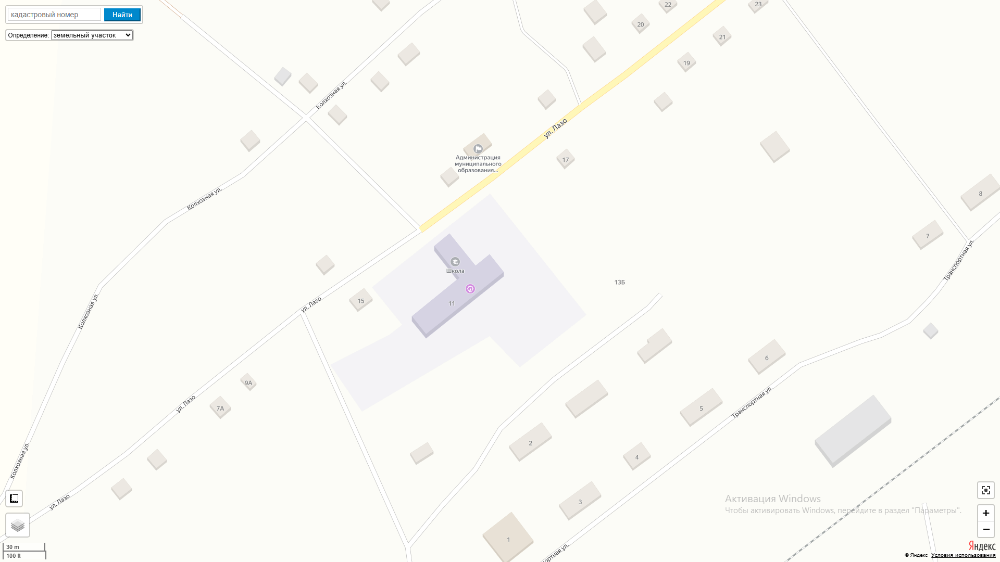 кадастровый номер
Найти
Определение: земельный участок
22
23
20
21
19
Колхозная ул.
ул. Лазо
Администрация
муниципального
образования...
17
Колхозная ул.
8
7
Транспортная ул.
Школа
13Б
15
11
ул. Лазо
Колхозная ул.
6
9А
ул. Лазо
7А
5
Транспортная ул.
2
4
Колхозная ул.
3
ул. Лазо
1
портная ул.
Активация Windows
Чтобы активировать Windows, перейдите в раздел "Параметры".
+
−
30 m
100 ft
Яндекс
© Яндекс Условия использования